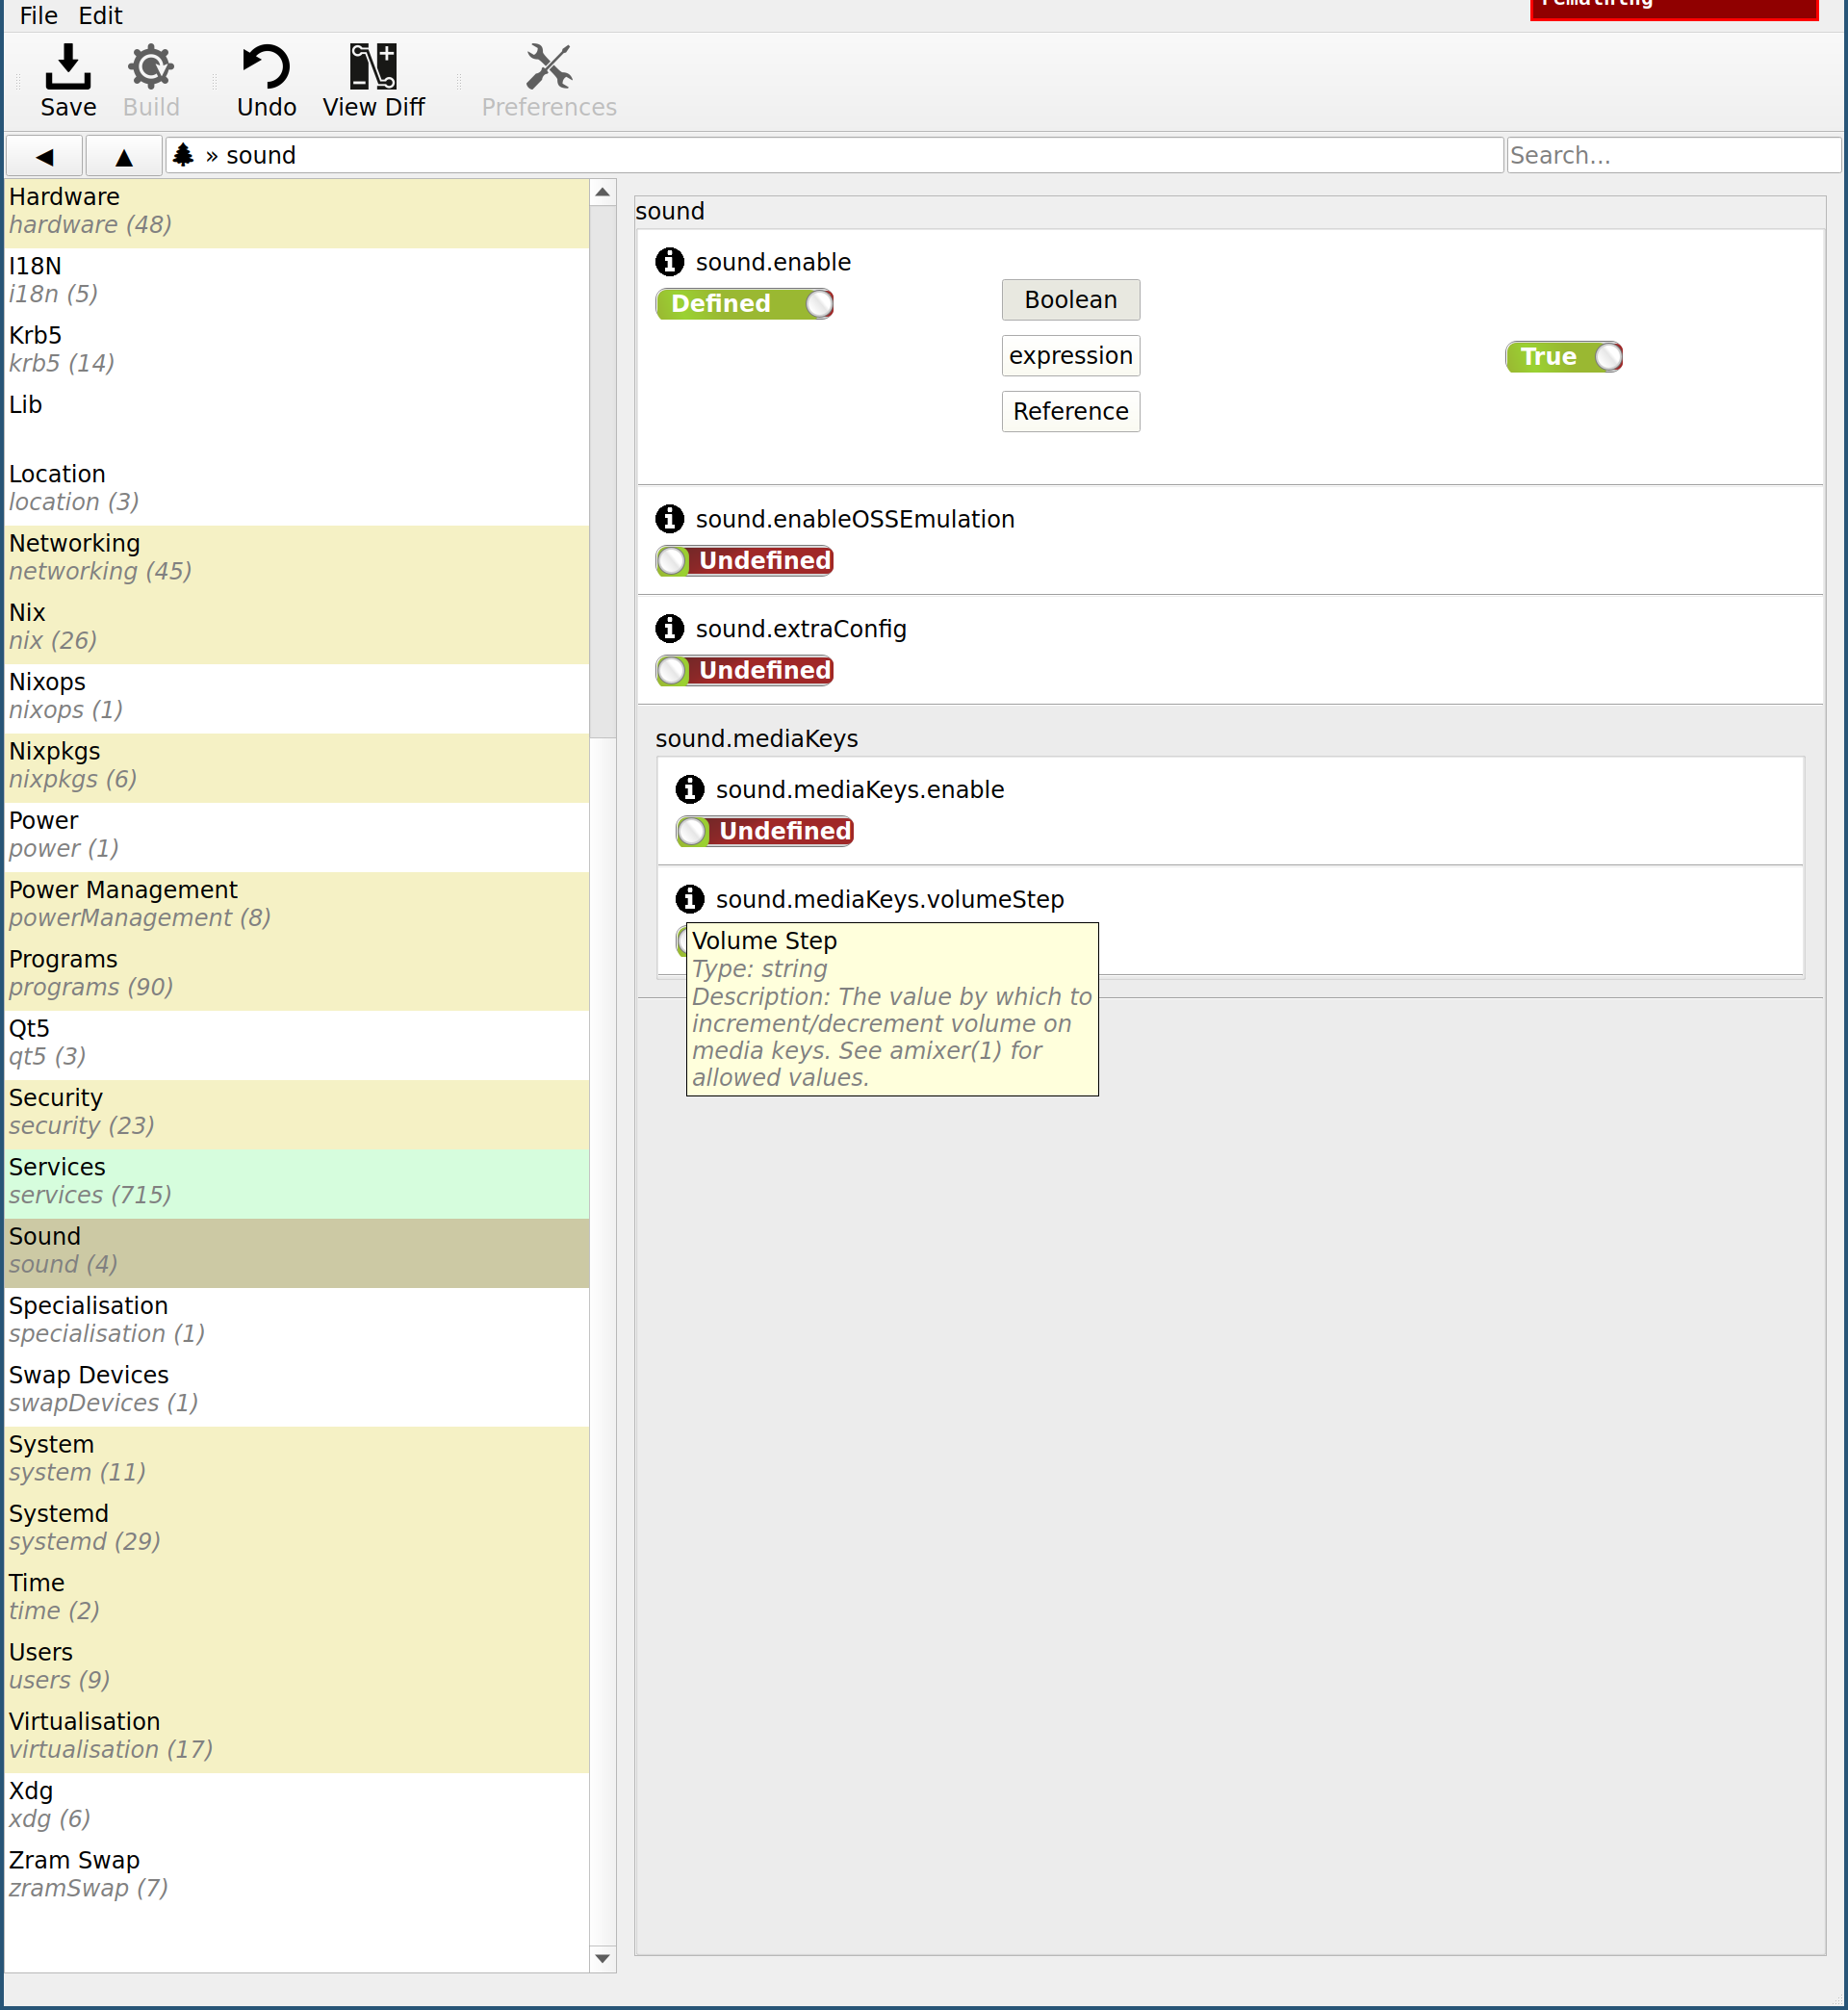 File Edit
Save Build Undo View Diff Preferences
» sound Search...
Hardware
hardware (48)
I18N
i18n (5)
Krb5
krb5 (14)
Lib
Location
location (3)
Networking
networking (45)
Nix
nix (26)
Nixops
nixops (1)
Nixpkgs
nixpkgs (6)
Power
power (1)
Power Management
powerManagement (8)
Programs
programs (90)
Qt5
qt5 (3)
Security
security (23)
Services
services (715)
Sound
sound (4)
Specialisation
specialisation (1)
Swap Devices
swapDevices (1)
System
system (11)
Systemd
systemd (29)
Time
time (2)
Users
users (9)
Virtualisation
virtualisation (17)
Xdg
xdg (6)
Zram Swap
zramSwap (7)
sound
sound.enable
Defined
Boolean
expression
Reference
True
sound.enableOSSEmulation
Undefined
sound.extraConfig
Undefined
sound.mediaKeys
sound.mediaKeys.enable
Undefined
sound.mediaKeys.volumeStep
Volume Step
Type: string
Description: The value by which to
increment/decrement volume on
media keys. See amixer(1) for
allowed values.